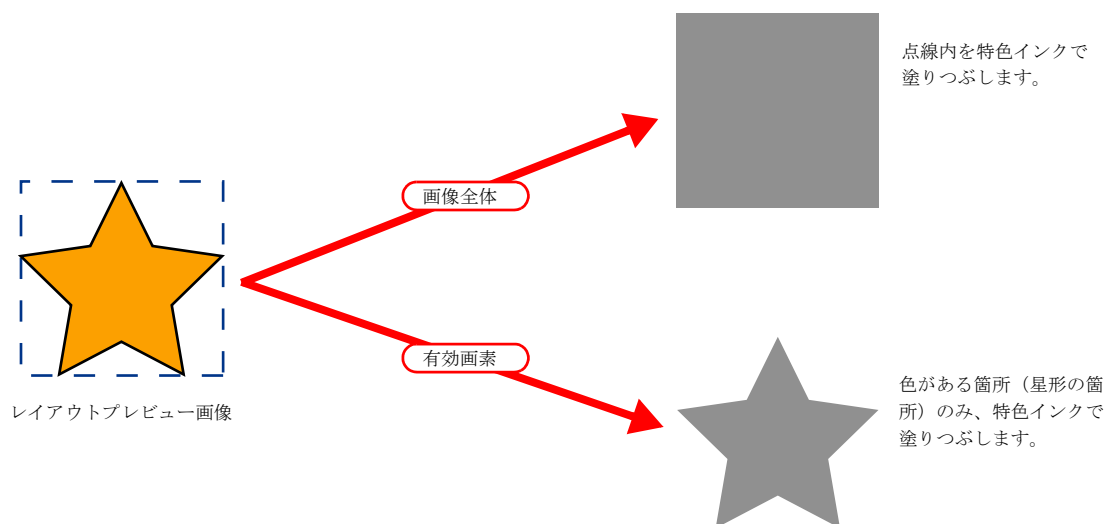 点線内を特色インクで
塗りつぶします。
画像全体
有効画素
レイアウトプレビュー画像
色がある箇所（星形の箇
所）のみ、特色インクで
塗りつぶします。